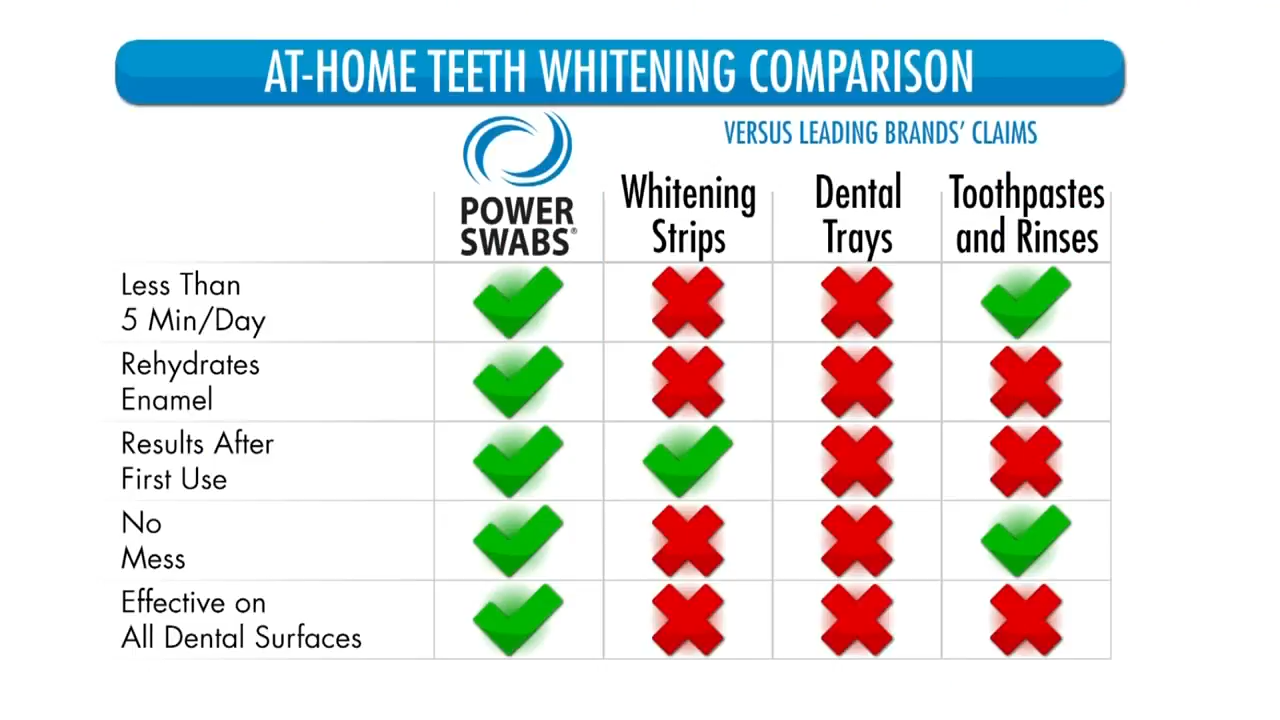 AT-HOME TEETH WHITENING COMPARISON
VERSUS LEADING BRANDS' CLAIMS
POWER
SWABS®
Whitening
Strips
Dental
Trays
Toothpastes
and Rinses
Less Than
5 Min/Day
Rehydrates
Enamel
Results After
First Use
No
Mess
Effective on
All Dental Surfaces